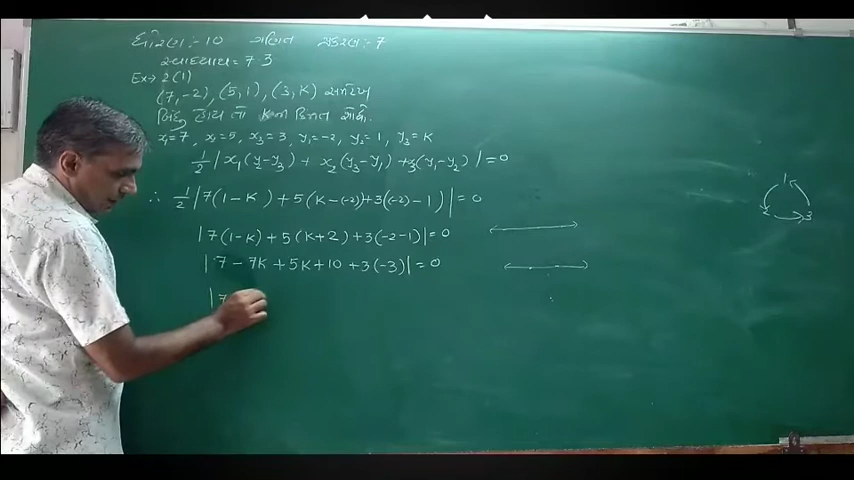 ધોરણ :- 10 ગણિત પ્રકરણ :- 7
સ્વાધ્યાય = 7.3
Ex→ 2(1)
(7,-2), (5,1), (3,K) સમરેખ
બિંદુ હોય તો K ની કિંમત શોધો.
x₁=7, x₂=5, x₃=3, y₁=-2, y₂=1, y₃=K
1/2 |x₁(y₂-y₃) + x₂(y₃-y₁) + x₃(y₁-y₂)| = 0
∴ 1/2 |7(1-K) + 5(K-(-2)) + 3((-2)-1)| = 0
|7(1-K) + 5(K+2) + 3(-2-1)| = 0
|7 - 7K + 5K + 10 + 3(-3)| = 0
|7
1
2 3